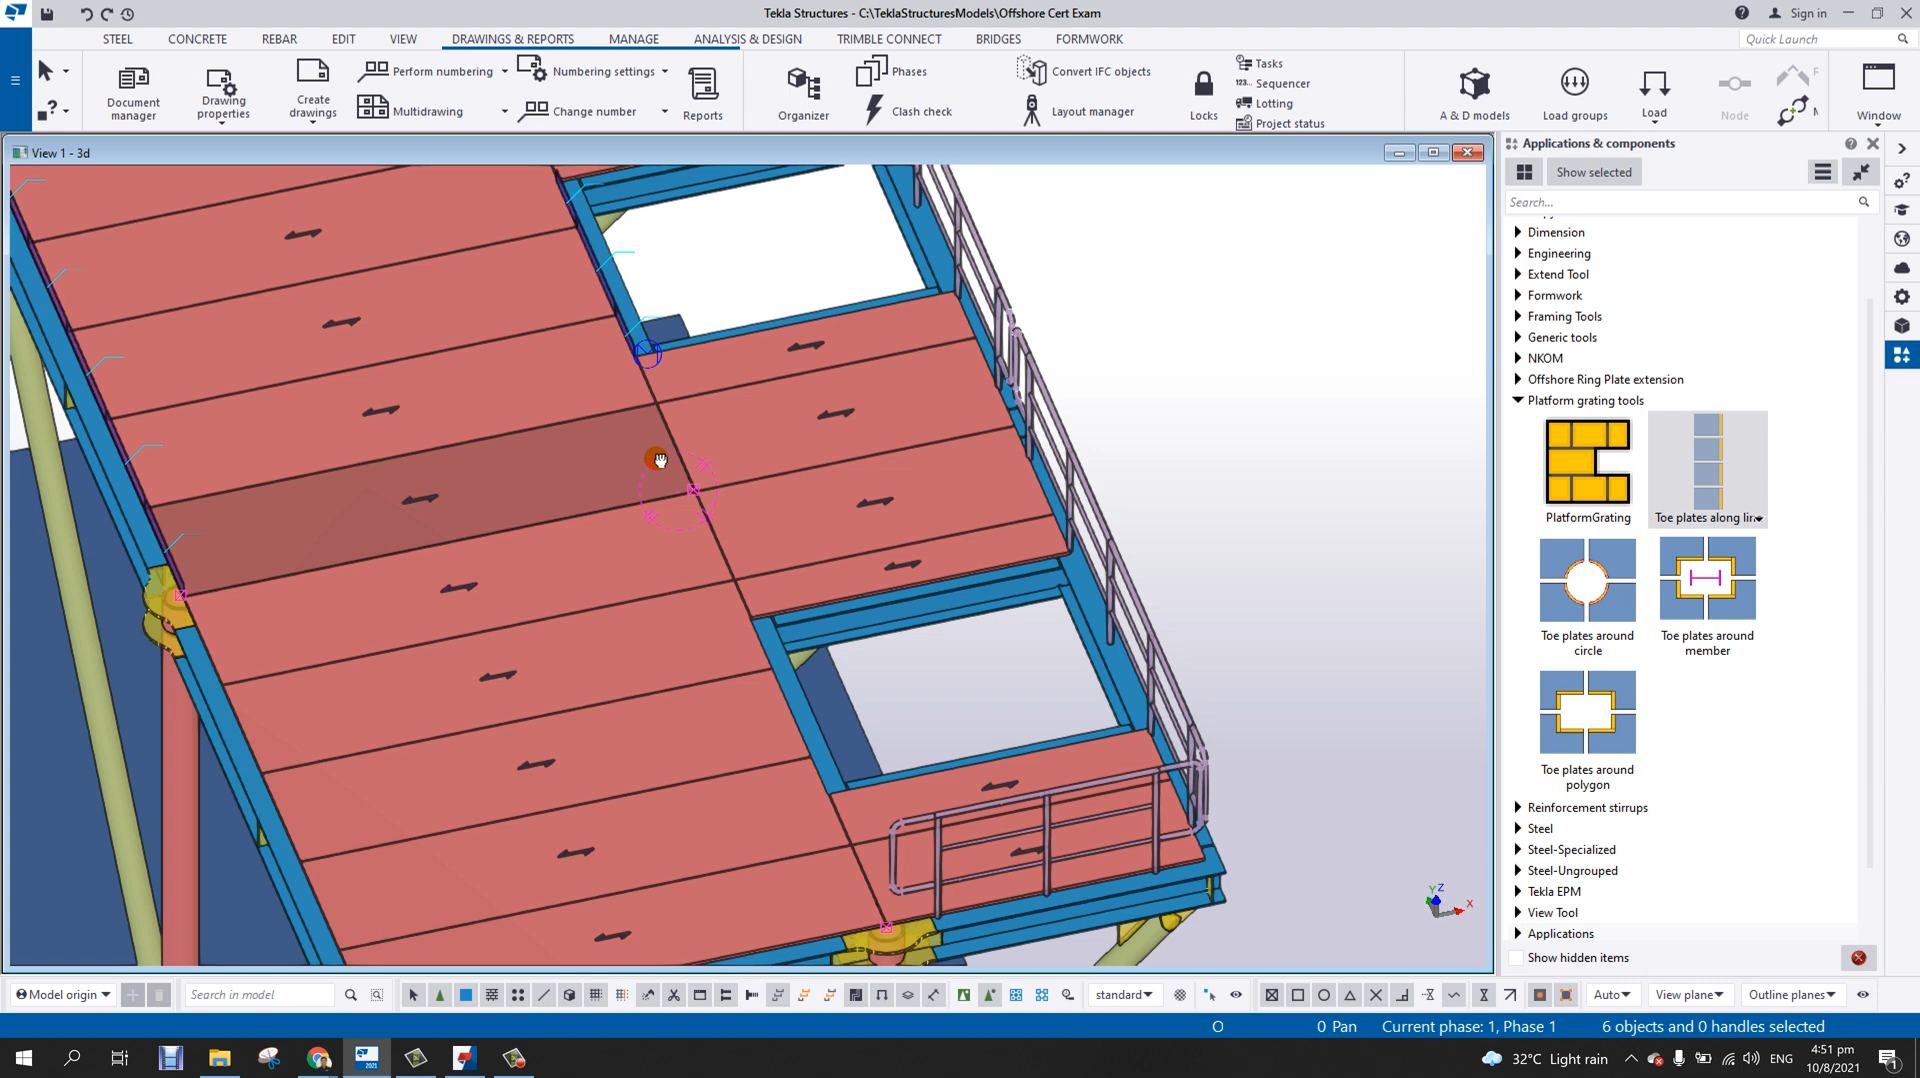 Tekla Structures - C:\TeklaStructuresModels\Offshore Cert Exam
Sign in
STEEL CONCRETE REBAR EDIT VIEW DRAWINGS & REPORTS MANAGE ANALYSIS & DESIGN TRIMBLE CONNECT BRIDGES FORMWORK
Quick Launch
Document manager
Drawing properties
Create drawings
Perform numbering
Multidrawing
Numbering settings
Change number
Reports
Organizer
Phases
Clash check
Convert IFC objects
Layout manager
Locks
Tasks
Sequencer
Lotting
Project status
A & D models
Load groups
Load
Node
Window
View 1 - 3d
Applications & components
Show selected
Search...
Dimension
Engineering
Extend Tool
Formwork
Framing Tools
Generic tools
NKOM
Offshore Ring Plate extension
Platform grating tools
PlatformGrating
Toe plates along lin
Toe plates around circle
Toe plates around member
Toe plates around polygon
Reinforcement stirrups
Steel
Steel-Specialized
Steel-Ungrouped
Tekla EPM
View Tool
Applications
Show hidden items
Y Z X
Model origin
Search in model
standard
Auto
View plane
Outline planes
O
0 Pan
Current phase: 1, Phase 1
6 objects and 0 handles selected
2021
32°C Light rain
ENG
4:51 pm
10/8/2021
1